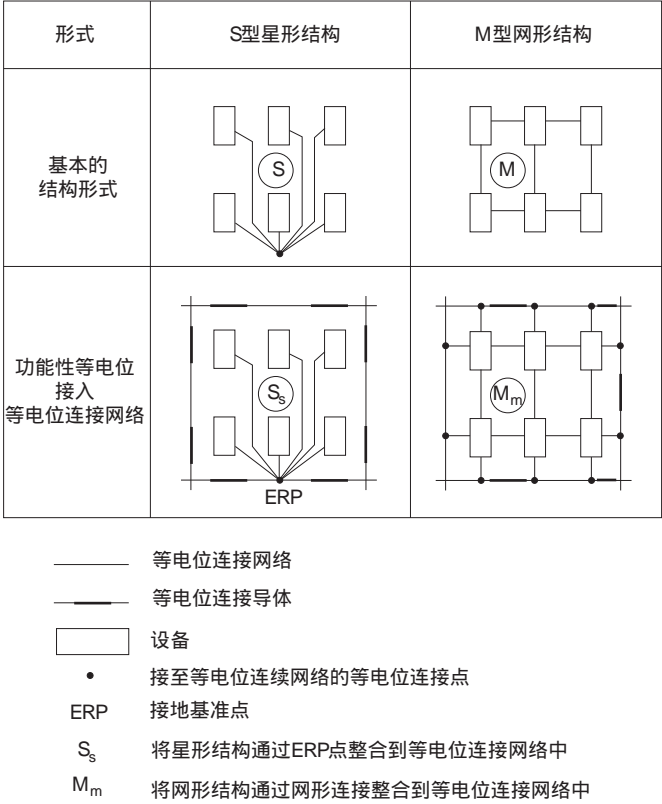 形式
S型星形结构
M型网形结构
基本的
结构形式
S
M
功能性等电位
接入
等电位连接网络
Ss
ERP
Mm
等电位连接网络
等电位连接导体
设备
接至等电位连续网络的等电位连接点
ERP 接地基准点
Ss 将星形结构通过ERP点整合到等电位连接网络中
Mm 将网形结构通过网形连接整合到等电位连接网络中